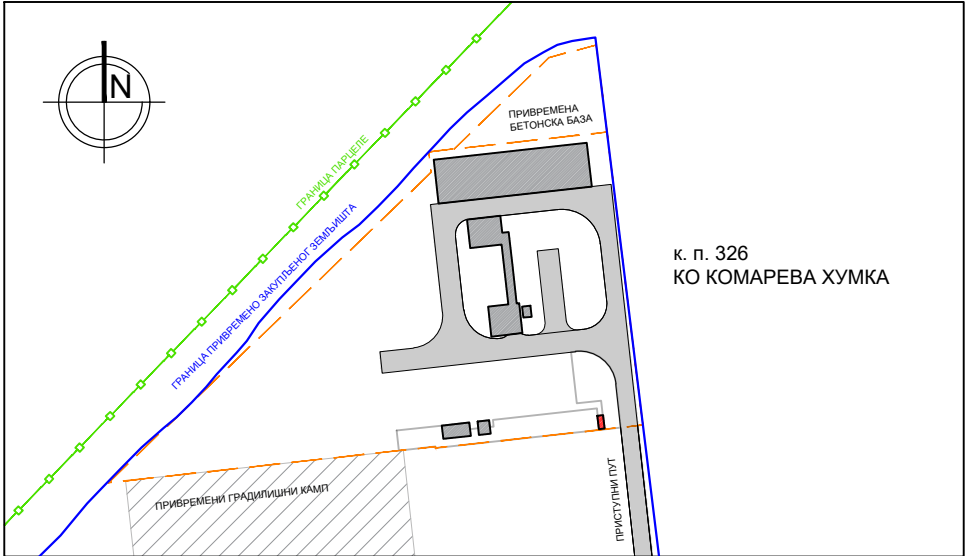 N
ГРАНИЦА ПАРЦЕЛЕ
ГРАНИЦА ПРИВРЕМЕНО ЗАКУПЉЕНОГ ЗЕМЉИШТА
ПРИВРЕМЕНА
БЕТОНСКА БАЗА
к. п. 326
КО КОМАРЕВА ХУМКА
ПРИВРЕМЕНИ ГРАДИЛИШНИ КАМП
ПРИСТУПНИ ПУТ